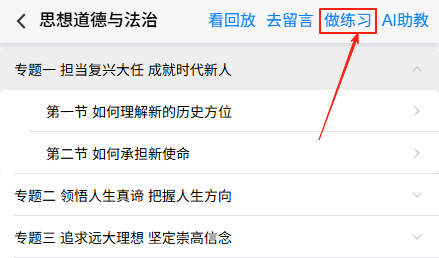 思想道德与法治 看回放 去留言 做练习 AI助教
专题一 担当复兴大任 成就时代新人
第一节 如何理解新的历史方位
第二节 如何承担新使命
专题二 领悟人生真谛 把握人生方向
专题三 追求远大理想 坚定崇高信念